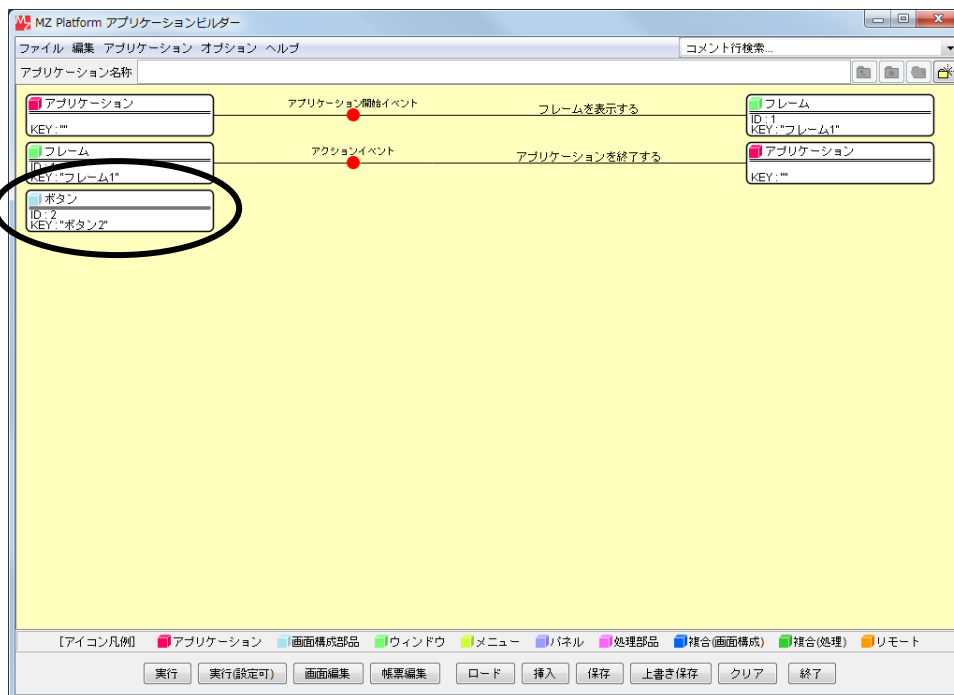 MZ Platform アプリケーションビルダー
ファイル 編集 アプリケーション オプション ヘルプ コメント行検索...
アプリケーション名称
アプリケーション アプリケーション開始イベント フレームを表示する フレーム
KEY:"" ID:1
KEY:"フレーム1"
フレーム アクションイベント アプリケーションを終了する アプリケーション
KEY:"フレーム1" KEY:""
ボタン
ID:2
KEY:"ボタン2"
[アイコン凡例] アプリケーション 画面構成部品 ウィンドウ メニュー パネル 処理部品 複合(画面構成) 複合(処理) リモート
実行 実行(設定可) 画面編集 帳票編集 ロード 挿入 保存 上書き保存 クリア 終了